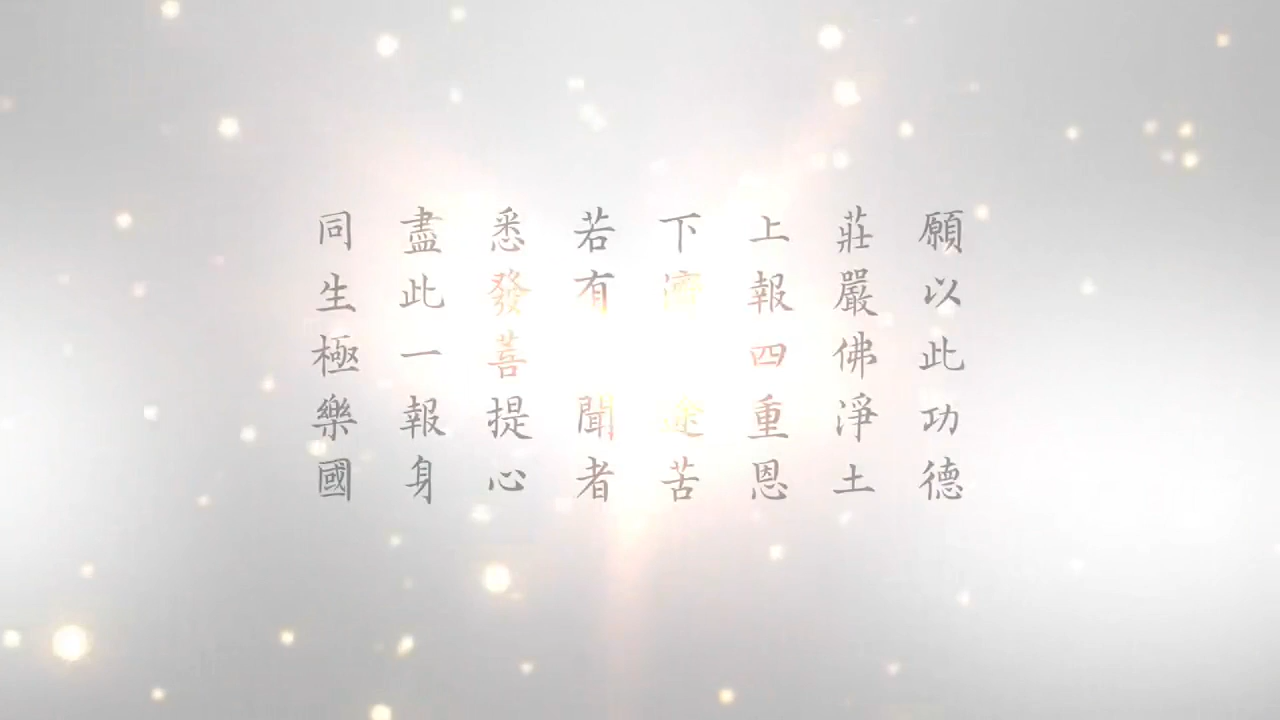 願以此功德
莊嚴佛淨土
上報四重恩
下濟途苦
若有聞者
悉發菩提心
盡此一報身
同生極樂國